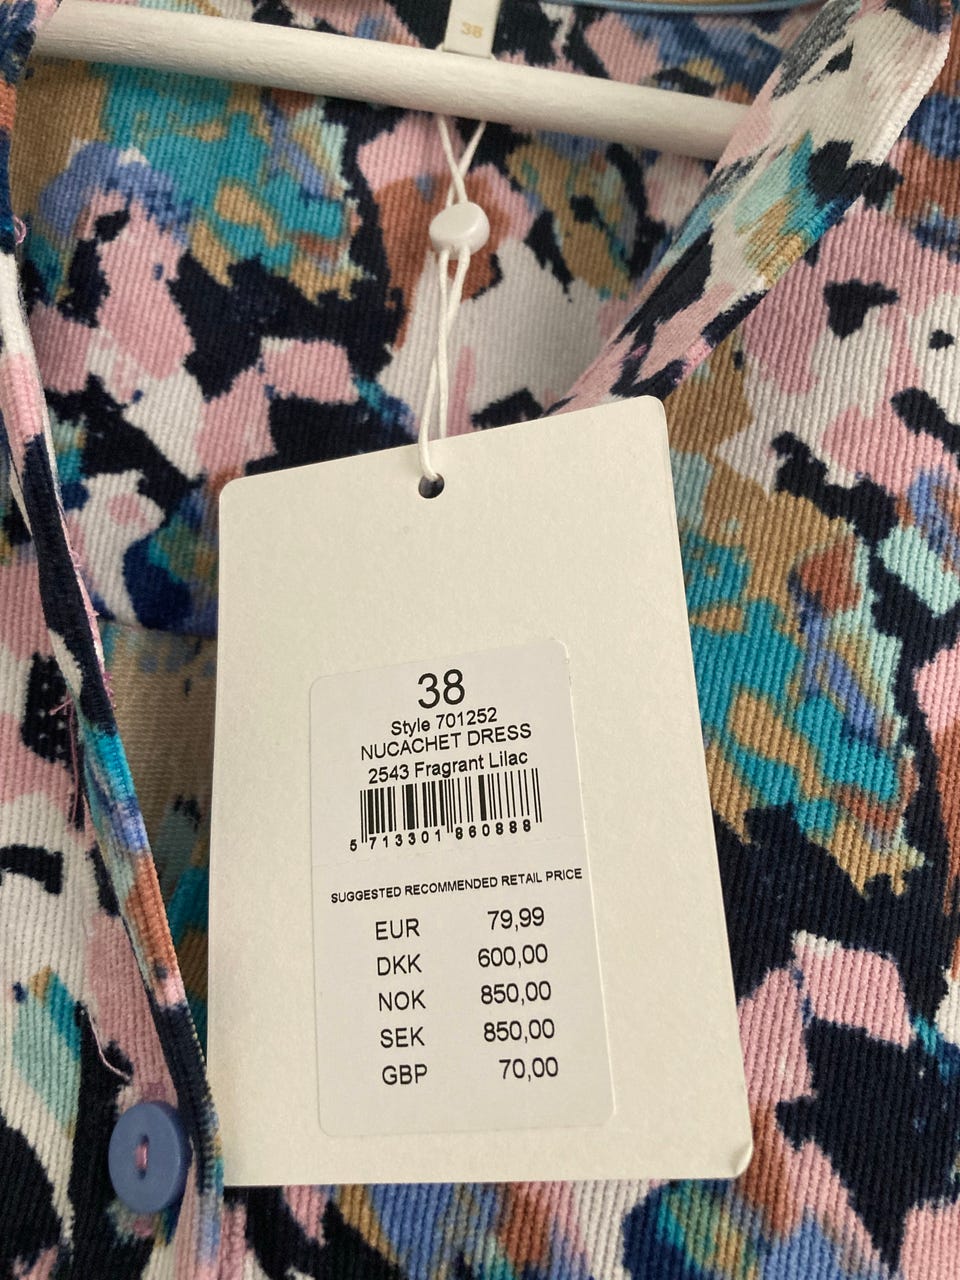 38
38
Style 701252
NUCACHET DRESS
2543 Fragrant Lilac
5 713301 860888
SUGGESTED RECOMMENDED RETAIL PRICE
EUR 79,99
DKK 600,00
NOK 850,00
SEK 850,00
GBP 70,00